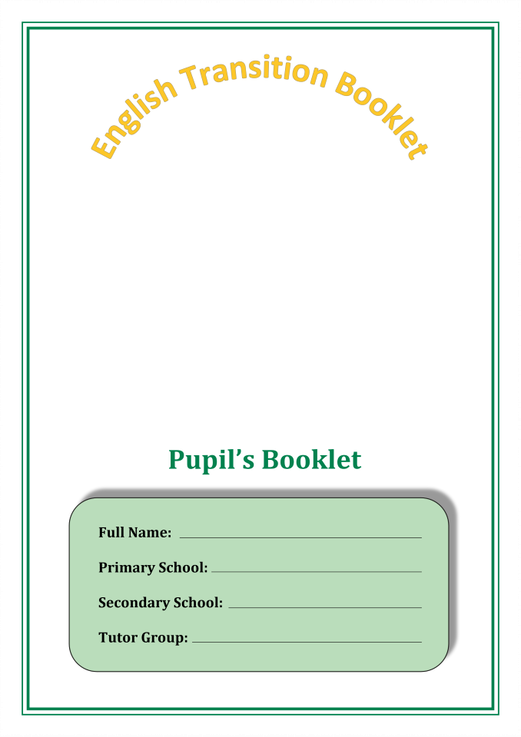 English Transition Booklet
Pupil’s Booklet
Full Name:
Primary School:
Secondary School:
Tutor Group: